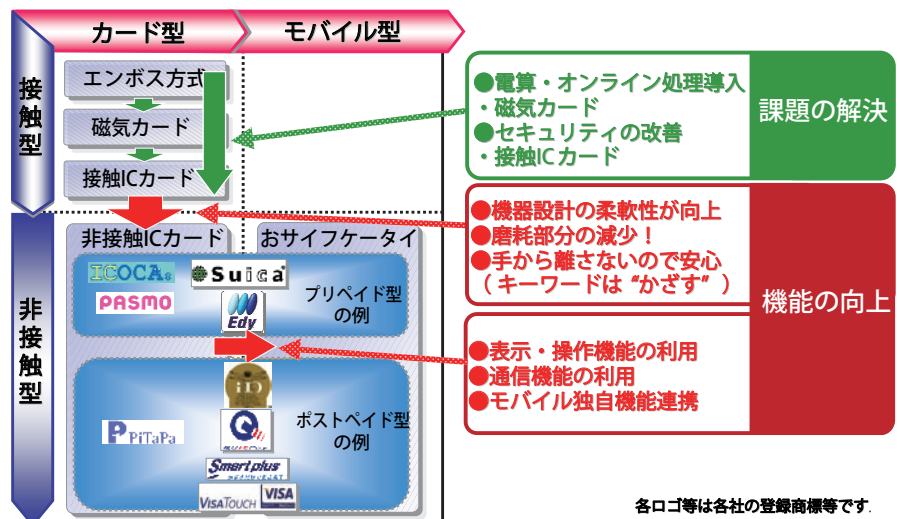 カード型
モバイル型
接触型
エンボス方式
磁気カード
接触ICカード
●電算・オンライン処理導入
・磁気カード
●セキュリティの改善
・接触ICカード
課題の解決
非接触型
非接触ICカード
おサイフケータイ
ICOCA
Suica
PASMO
Edy
プリペイド型
の例
●機器設計の柔軟性が向上
●磨耗部分の減少！
●手から離さないので安心
（キーワードは“かざす”）
機能の向上
●表示・操作機能の利用
●通信機能の利用
●モバイル独自機能連携
iD
PiTaPa
ポストペイド型
の例
Smartplus
VISATOUCH
VISA
各ロゴ等は各社の登録商標等です.